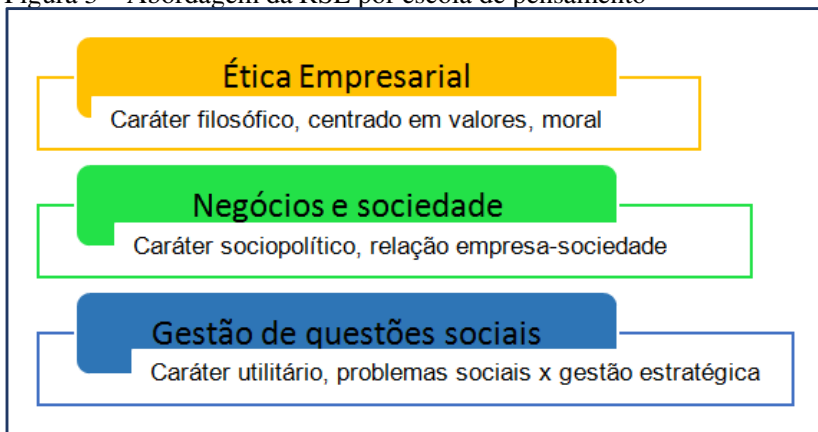 Figura 3 – Abordagem da RSE por escola de pensamento
Ética Empresarial
Caráter filosófico, centrado em valores, moral
Negócios e sociedade
Caráter sociopolítico, relação empresa-sociedade
Gestão de questões sociais
Caráter utilitário, problemas sociais x gestão estratégica